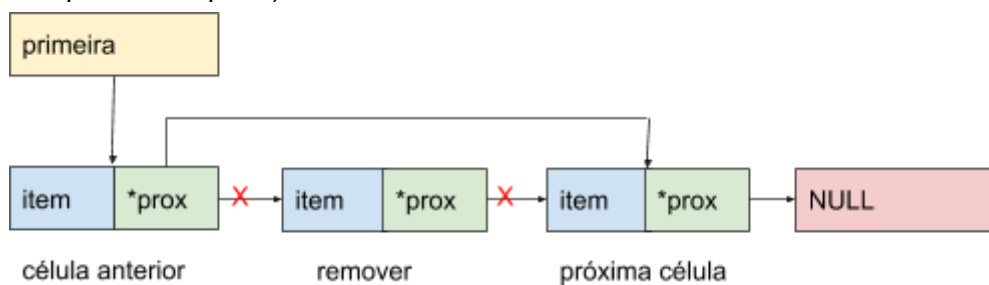 primeira
item *prox X item *prox X item *prox NULL
célula anterior remover próxima célula